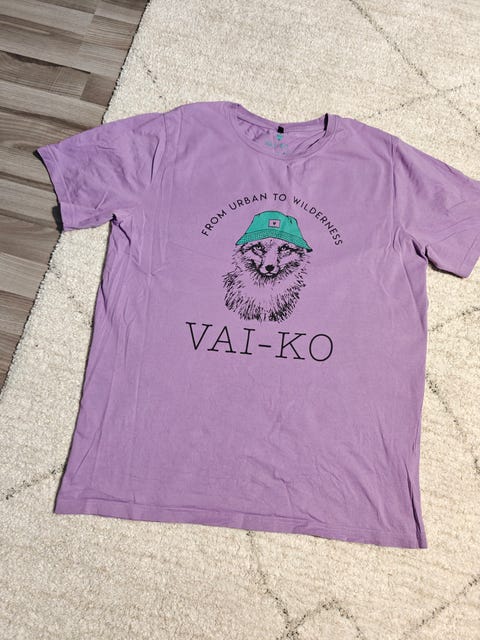 FROM URBAN TO WILDERNESS
VAI-KO